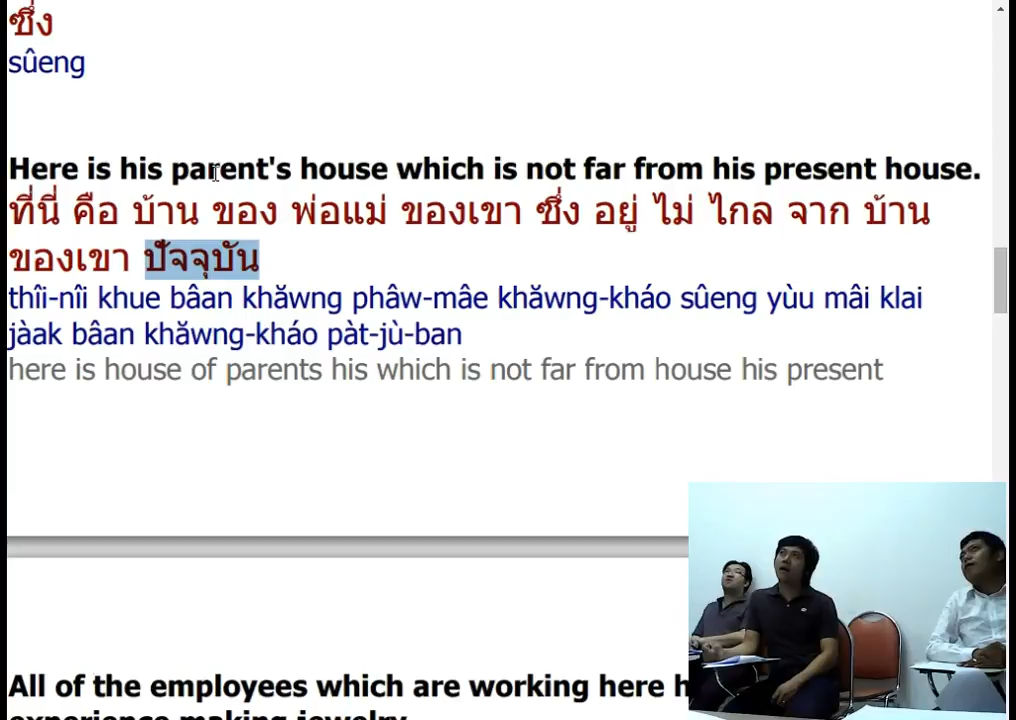 ซึ่ง
sûeng
Here is his parent's house which is not far from his present house.
ที่นี่ คือ บ้าน ของ พ่อแม่ ของเขา ซึ่ง อยู่ ไม่ ไกล จาก บ้าน
ของเขา ปัจจุบัน
thîi-nîi khue bâan khăwng phâw-mâe khăwng-kháo sûeng yùu mâi klai
jàak bâan khăwng-kháo pàt-jù-ban
here is house of parents his which is not far from house his present
All of the employees which are working here
experience making jewelry